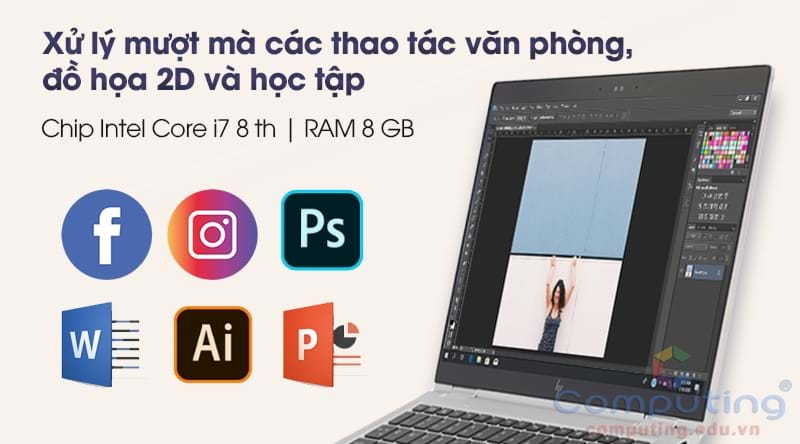 Xử lý mượt mà các thao tác văn phòng,
đồ họa 2D và học tập
Chip Intel Core i7 8 th | RAM 8 GB
f
Ps
W
Ai
P
hp
Computing®
computing.edu.vn